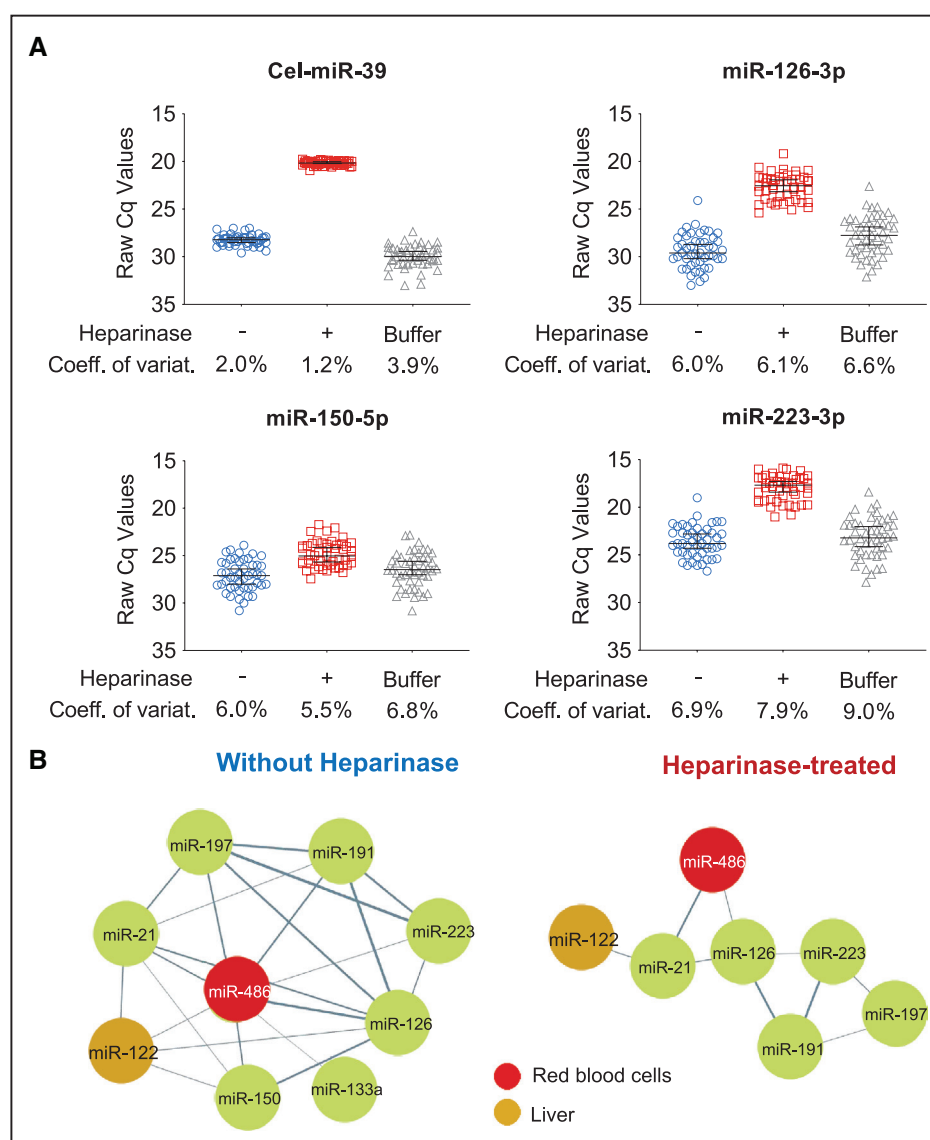 A
Cel-miR-39
Raw Cq Values
15
20
25
30
35
Heparinase - + Buffer
Coeff. of variat. 2.0% 1.2% 3.9%
miR-126-3p
Raw Cq Values
15
20
25
30
35
Heparinase - + Buffer
Coeff. of variat. 6.0% 6.1% 6.6%
miR-150-5p
Raw Cq Values
15
20
25
30
35
Heparinase - + Buffer
Coeff. of variat. 6.0% 5.5% 6.8%
miR-223-3p
Raw Cq Values
15
20
25
30
35
Heparinase - + Buffer
Coeff. of variat. 6.9% 7.9% 9.0%
B
Without Heparinase
miR-197
miR-191
miR-21
miR-223
miR-486
miR-126
miR-122
miR-150
miR-133a
Heparinase-treated
miR-486
miR-122
miR-21
miR-126
miR-223
miR-197
miR-191
Red blood cells
Liver